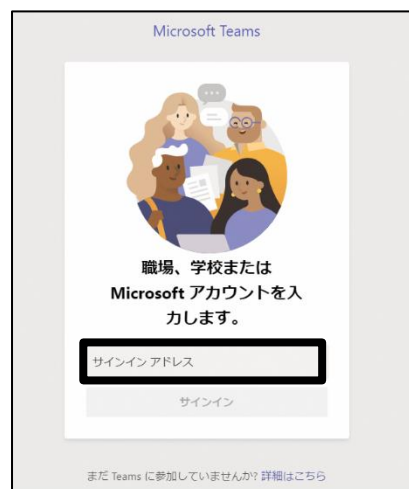 Microsoft Teams
職場、学校または
Microsoft アカウントを入
力します。
サインイン アドレス
サインイン
まだ Teams に参加していませんか? 詳細はこちら